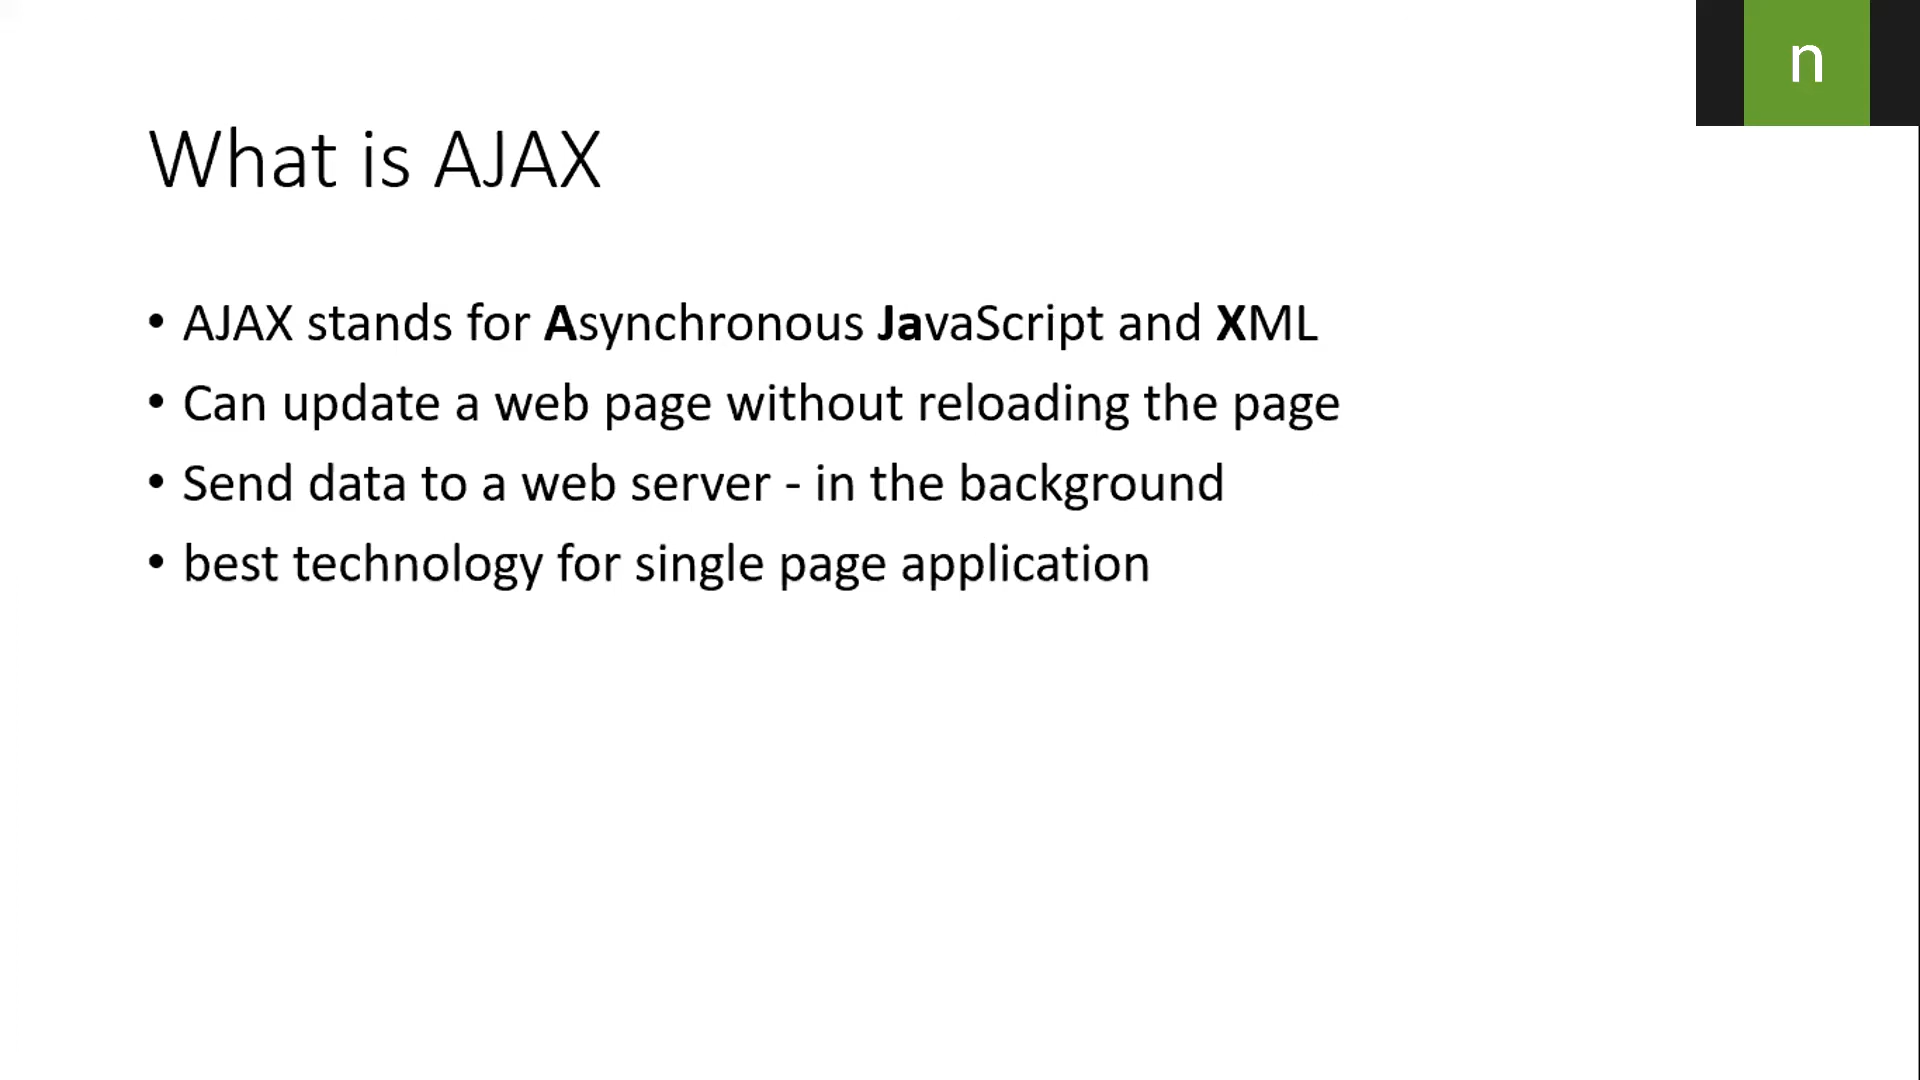 n
What is AJAX
• AJAX stands for Asynchronous JavaScript and XML
• Can update a web page without reloading the page
• Send data to a web server - in the background
• best technology for single page application